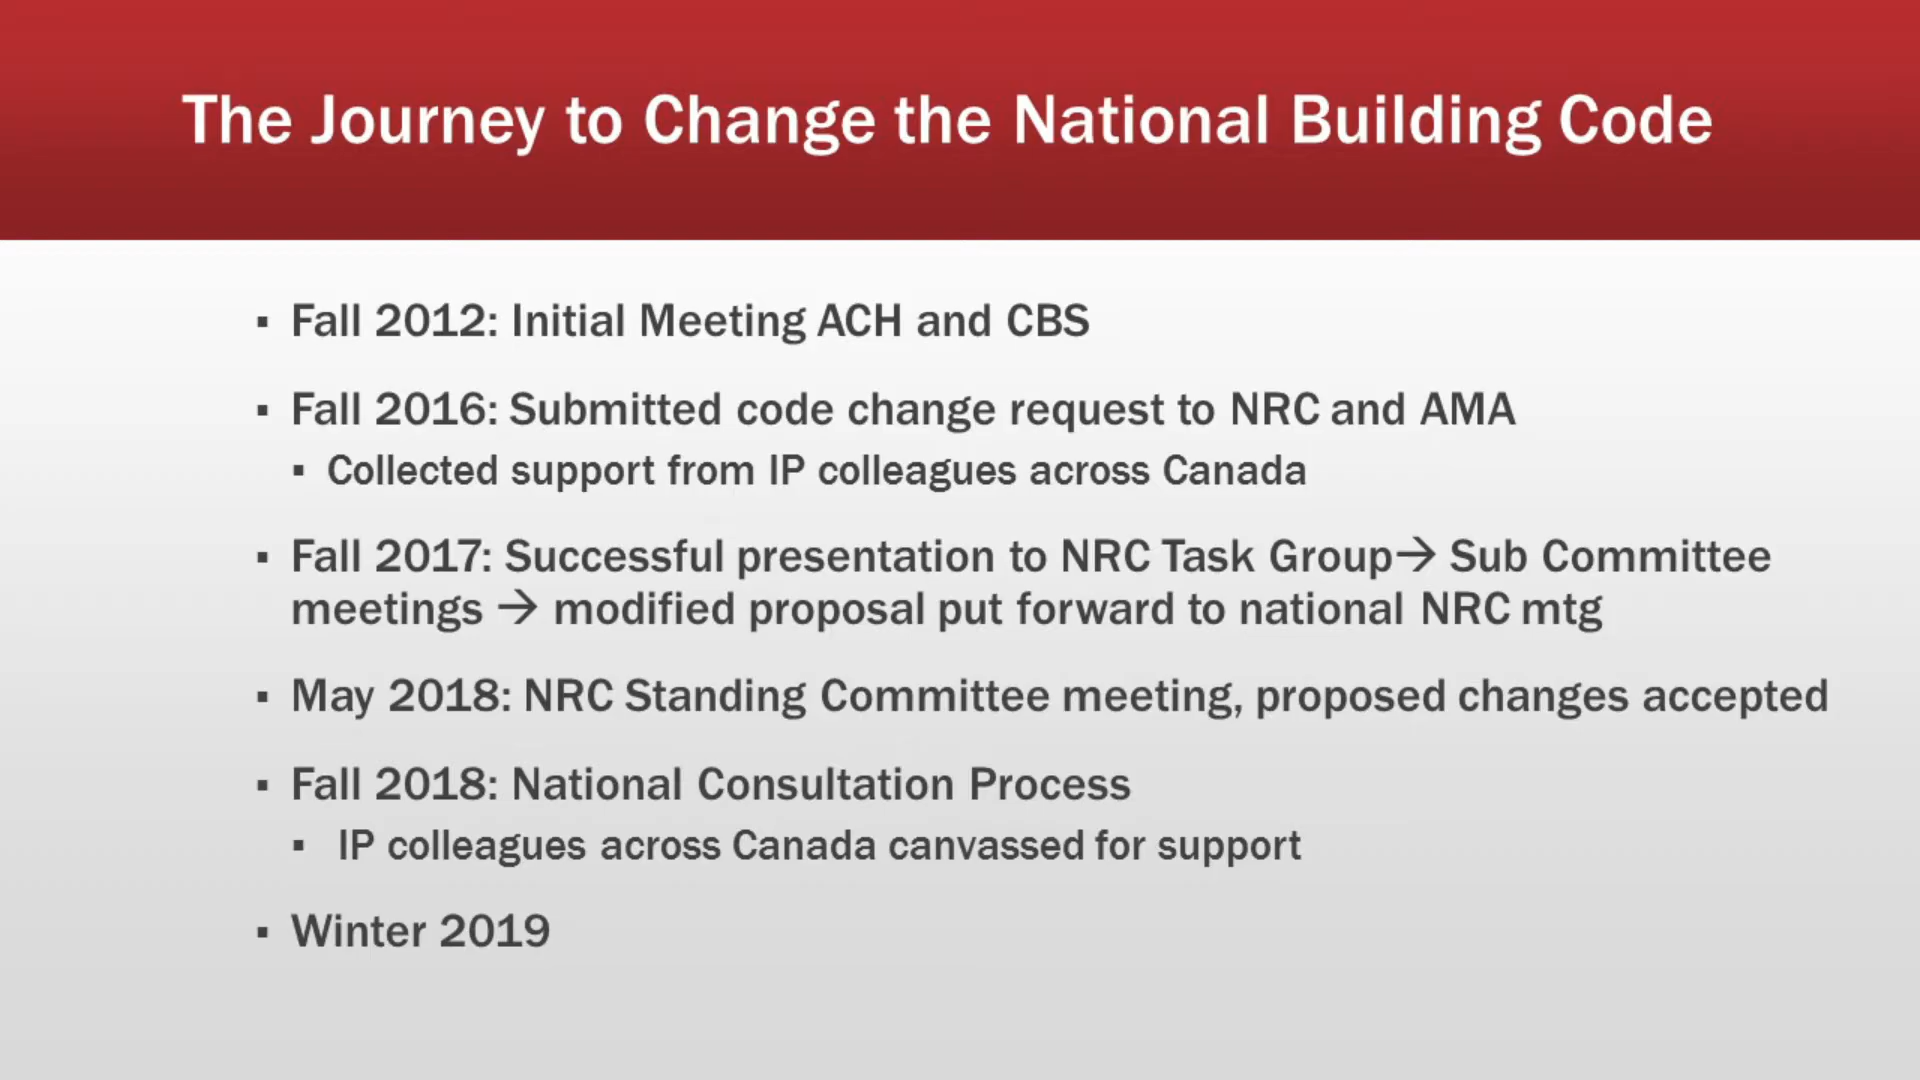 The Journey to Change the National Building Code
▪ Fall 2012: Initial Meeting ACH and CBS
▪ Fall 2016: Submitted code change request to NRC and AMA
▪ Collected support from IP colleagues across Canada
▪ Fall 2017: Successful presentation to NRC Task Group→ Sub Committee
meetings → modified proposal put forward to national NRC mtg
▪ May 2018: NRC Standing Committee meeting, proposed changes accepted
▪ Fall 2018: National Consultation Process
▪ IP colleagues across Canada canvassed for support
▪ Winter 2019